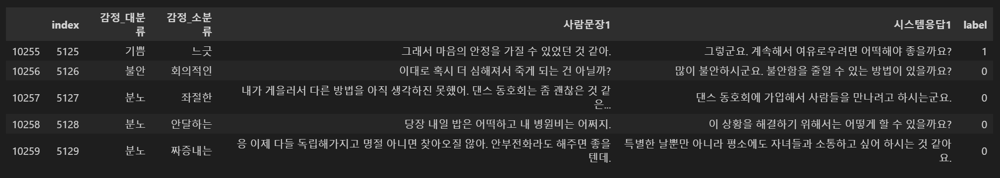 index 감정_대분류 감정_소분류 사람문장1 시스템응답1 label
10255 5125 기쁨 느긋 그래서 마음의 안정을 가질 수 있었던 것 같아. 그렇군요. 계속해서 여유로우려면 어떡해야 좋을까요? 1
10256 5126 불안 회의적인 이대로 혹시 더 심해져서 죽게 되는 건 아닐까? 많이 불안하시군요. 불안함을 줄일 수 있는 방법이 있을까요? 0
10257 5127 분노 좌절한 내가 게을러서 다른 방법을 아직 생각하진 못했어. 댄스 동호회는 좀 괜찮은 것 같은... 댄스 동호회에 가입해서 사람들을 만나려고 하시는군요. 0
10258 5128 분노 안달하는 당장 내일 밥은 어떡하고 내 병원비는 어쩌지. 이 상황을 해결하기 위해서는 어떻게 할 수 있을까요? 0
10259 5129 분노 짜증내는 응 이제 다들 독립해가지고 명절 아니면 찾아오질 않아. 안부전화라도 해주면 좋을텐데. 특별한 날뿐만 아니라 평소에도 자녀들과 소통하고 싶어 하시는 것 같아요. 0